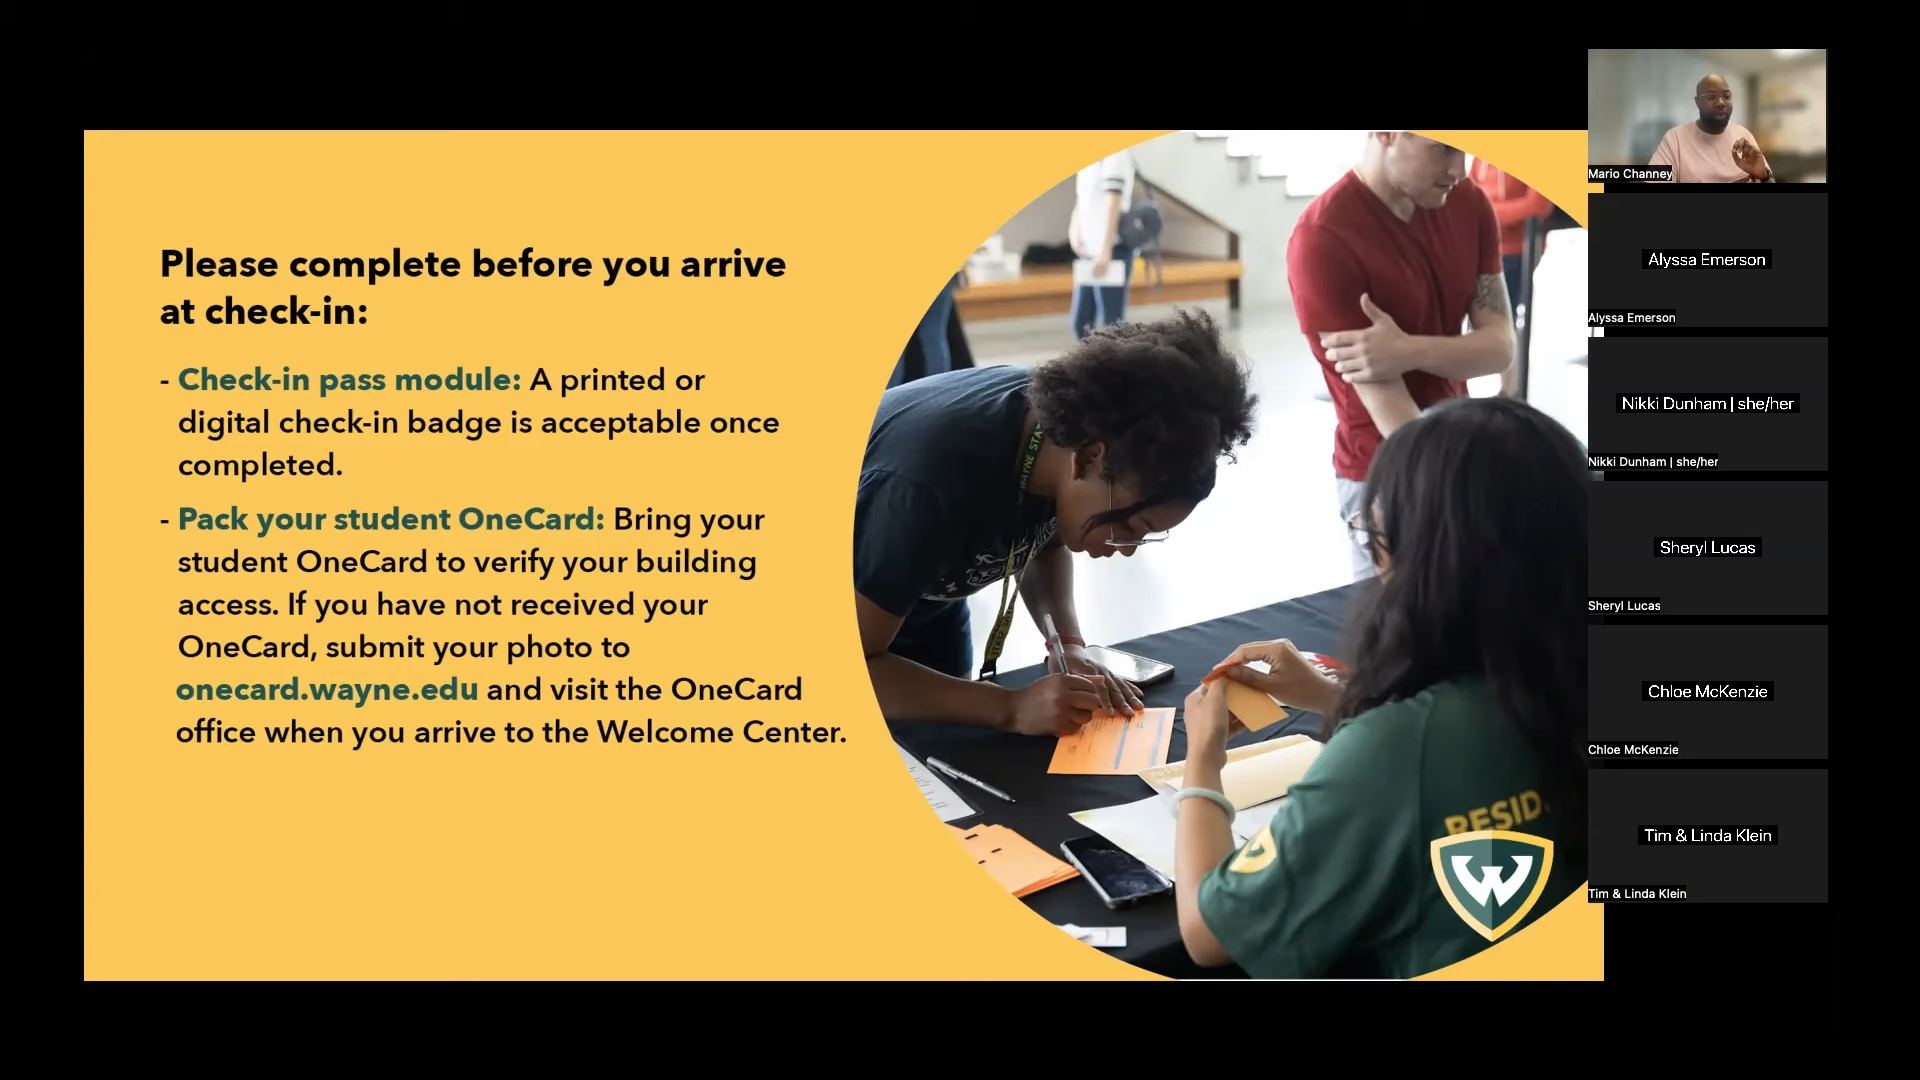 Please complete before you arrive
at check-in:
- Check-in pass module: A printed or
digital check-in badge is acceptable once
completed.
- Pack your student OneCard: Bring your
student OneCard to verify your building
access. If you have not received your
OneCard, submit your photo to
onecard.wayne.edu and visit the OneCard
office when you arrive to the Welcome Center.
WAYNE STA
RESID
W
Mario Channey
Alyssa Emerson
Alyssa Emerson
Nikki Dunham | she/her
Nikki Dunham | she/her
Sheryl Lucas
Sheryl Lucas
Chloe McKenzie
Chloe McKenzie
Tim & Linda Klein
Tim & Linda Klein